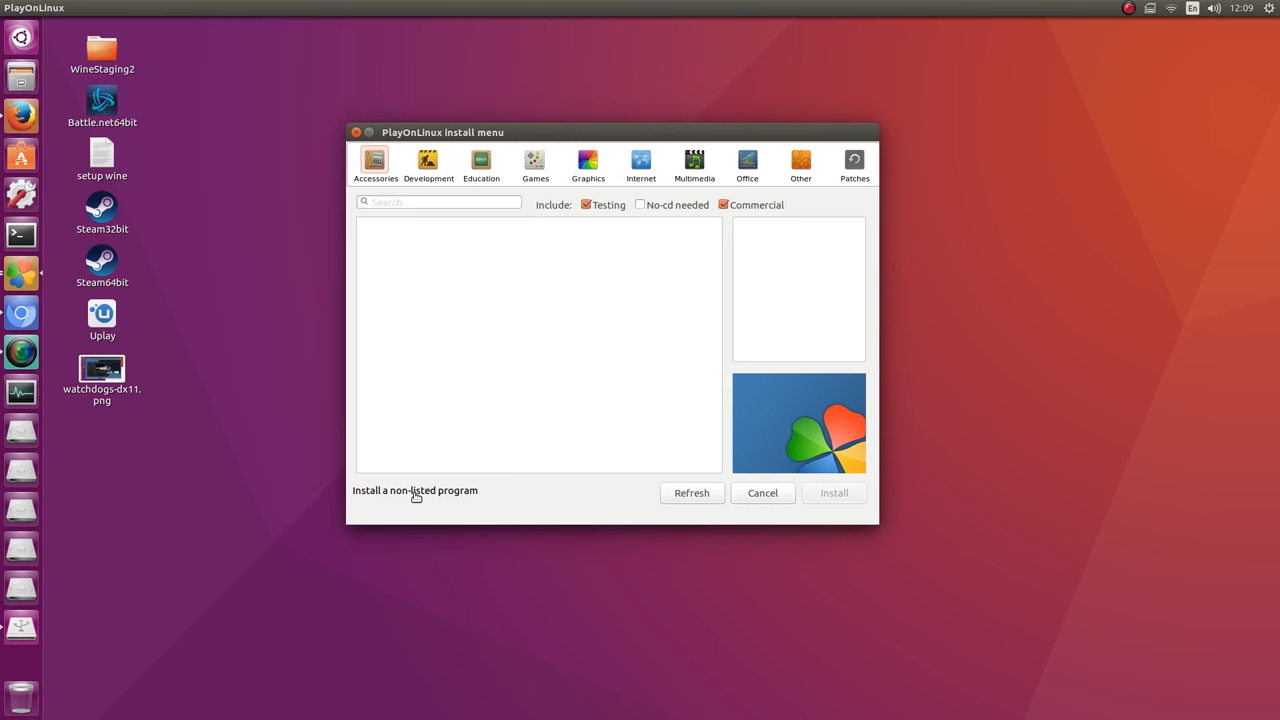 PlayOnLinux
En
12:09
WineStaging2
Battle.net64bit
setup wine
Steam32bit
Steam64bit
Uplay
watchdogs-dx11.
png
PlayOnLinux install menu
Accessories
Development
Education
Games
Graphics
Internet
Multimedia
Office
Other
Patches
Search
Include:
Testing
No-cd needed
Commercial
Install a non-listed program
Refresh
Cancel
Install